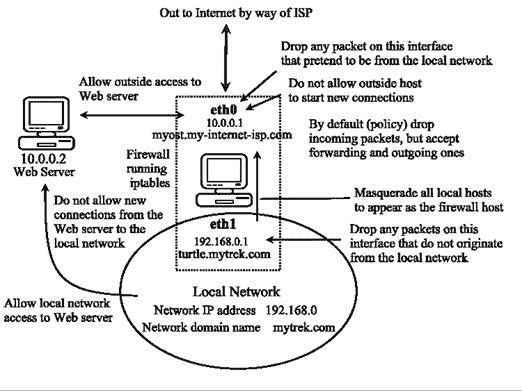 Out to Internet by way of ISP
Drop any packet on this interface
that pretend to be from the local network
Allow outside access to
Web server
Do not allow outside host
to start new connections
eth0
10.0.0.1
myost.my-internet-isp.com
By default (policy) drop
incoming packets, but accept
forwarding and outgoing ones
10.0.0.2
Web Server
Firewall
running
iptables
Do not allow new
connections from the
Web server to the
local network
Masquerade all local hosts
to appear as the firewall host
eth1
192.168.0.1
turtle.mytrek.com
Drop any packets on this
interface that do not originate
from the local network
Allow local network
access to Web server
Local Network
Network IP address 192.168.0
Network domain name mytrek.com